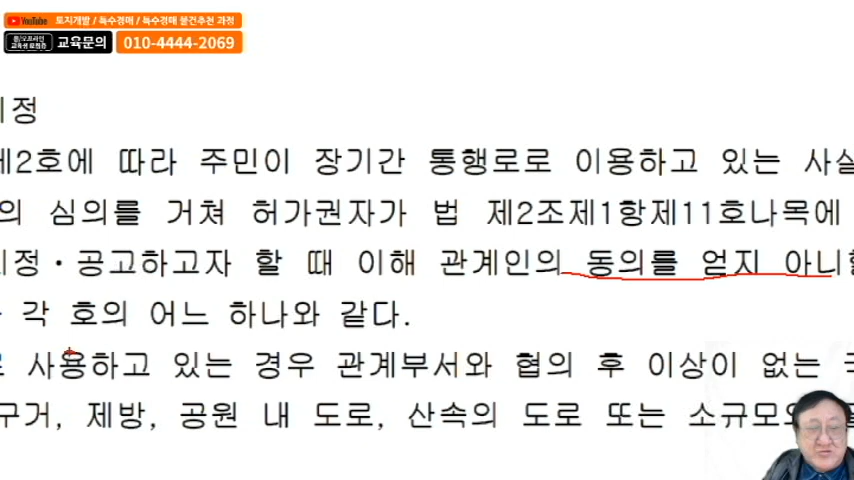 YouTube 토지개발 / 특수경매 / 특수경매 물건추천 과정
교육문의 010-4444-2069
정
제2호에 따라 주민이 장기간 통행로로 이용하고 있는 사실
의 심의를 거쳐 허가권자가 법 제2조제1항제11호나목에
지정·공고하고자 할 때 이해 관계인의 동의를 얻지 아니할
각 호의 어느 하나와 같다.
사용하고 있는 경우 관계부서와 협의 후 이상이 없는
구거, 제방, 공원 내 도로, 산속의 도로 또는 소규모의